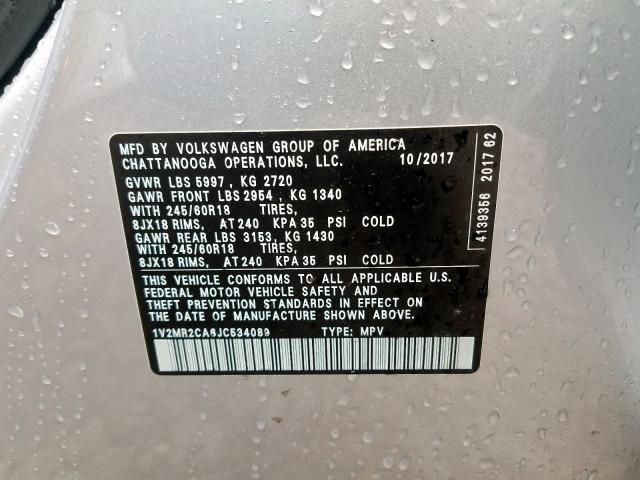 MFD BY VOLKSWAGEN GROUP OF AMERICA
CHATTANOOGA OPERATIONS, LLC. 10/2017
GVWR LBS 5997, KG 2720
GAWR FRONT LBS 2954, KG 1340
WITH 245/60R18 TIRES,
8JX18 RIMS, AT 240 KPA 35 PSI COLD
GAWR REAR LBS 3153, KG 1430
WITH 245/60R18 TIRES,
8JX18 RIMS, AT 240 KPA 35 PSI COLD
THIS VEHICLE CONFORMS TO ALL APPLICABLE U.S.
FEDERAL MOTOR VEHICLE SAFETY AND
THEFT PREVENTION STANDARDS IN EFFECT ON
THE DATE OF MANUFACTURE SHOWN ABOVE.
1V2MR2CA6JC534089 TYPE: MPV
4139356 2017 62